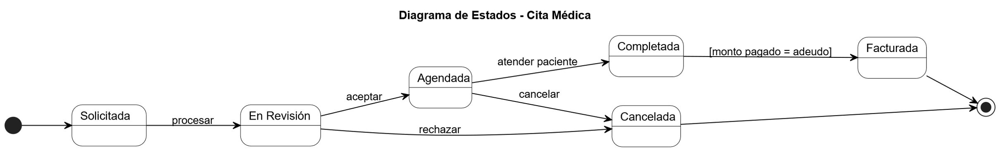 Diagrama de Estados - Cita Médica
Solicitada
procesar
En Revisión
aceptar
rechazar
Agendada
atender paciente
cancelar
Completada
[monto pagado = adeudo]
Cancelada
Facturada